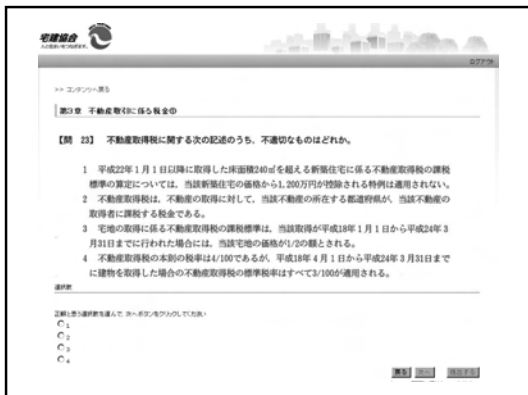 宅建協会
ログアウト
>> コンテンツへ戻る
第3章 不動産取引に係る税金①
【問 23】 不動産取得税に関する次の記述のうち、不適切なものはどれか。
1 平成22年1月1日以降に取得した床面積240㎡を超える新築住宅に係る不動産取得税の課税
標準の算定については、当該新築住宅の価格から1,200万円が控除される特例は適用されない。
2 不動産取得税は、不動産の取得に対して、当該不動産の所在する都道府県が、当該不動産の
取得者に課税する税金である。
3 宅地の取得に係る不動産取得税の課税標準は、当該取得が平成18年1月1日から平成24年3
月31日までに行われた場合には、当該宅地の価格が1/2の額とされる。
4 不動産取得税の本則の税率は4/100であるが、平成18年4月1日から平成24年3月31日まで
に建物を取得した場合の不動産取得税の標準税率はすべて3/100が適用される。
選択肢
正解と思う選択肢を選んで、次へボタンをクリックしてください
1
2
3
4
戻る 次へ 採点する